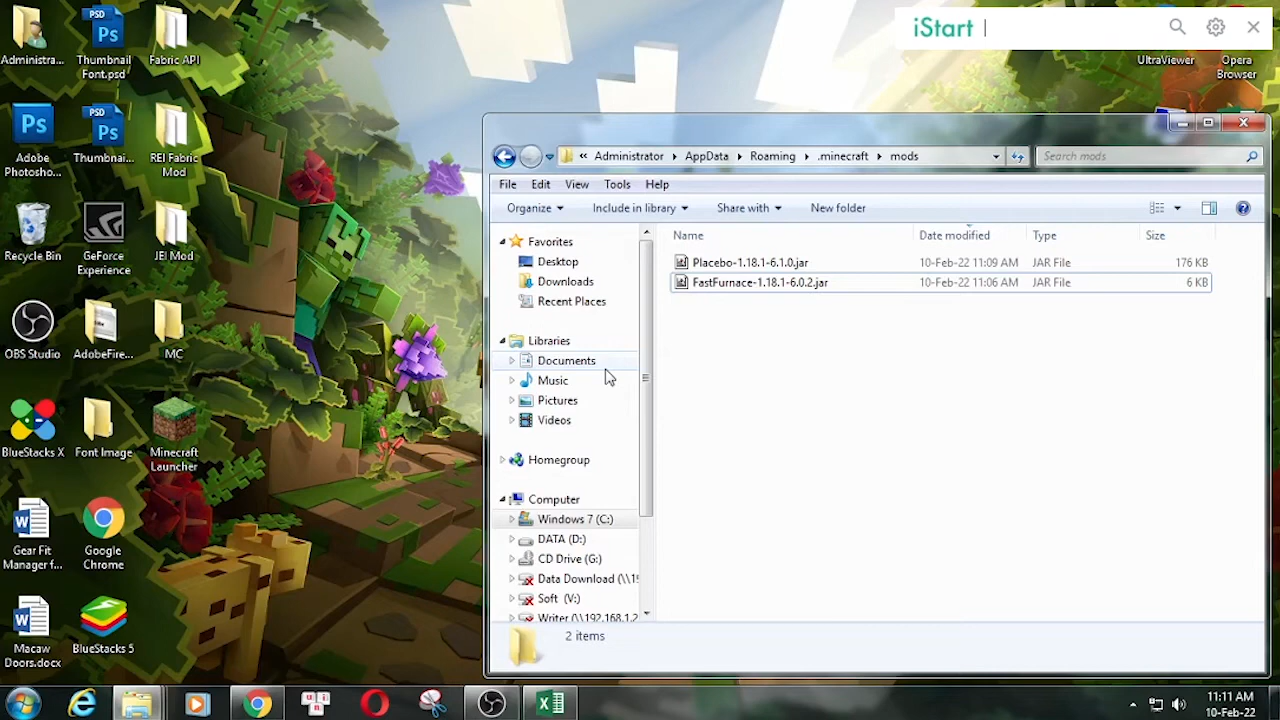 iStart
Administra...
Thumbnail
Font.psd
Fabric API
UltraViewer
Opera
Browser
Adobe
Photosho...
Thumbnai...
REI Fabric
Mod
Recycle Bin
GeForce
Experience
JEI Mod
OBS Studio
AdobeFire...
MC
BlueStacks X
Font Image
Minecraft
Launcher
Gear Fit
Manager f...
Google
Chrome
Macaw
Doors.docx
BlueStacks 5
« Administrator AppData Roaming .minecraft mods
Search mods
File Edit View Tools Help
Organize Include in library Share with New folder
Favorites
Desktop
Downloads
Recent Places
Libraries
Documents
Music
Pictures
Videos
Homegroup
Computer
Windows 7 (C:)
DATA (D:)
CD Drive (G:)
Data Download (\\19
Soft (V:)
Writer (\\192.168.1.2
Name Date modified Type Size
Placebo-1.18.1-6.1.0.jar 10-Feb-22 11:09 AM JAR File 176 KB
FastFurnace-1.18.1-6.0.2.jar 10-Feb-22 11:06 AM JAR File 6 KB
2 items
11:11 AM
10-Feb-22